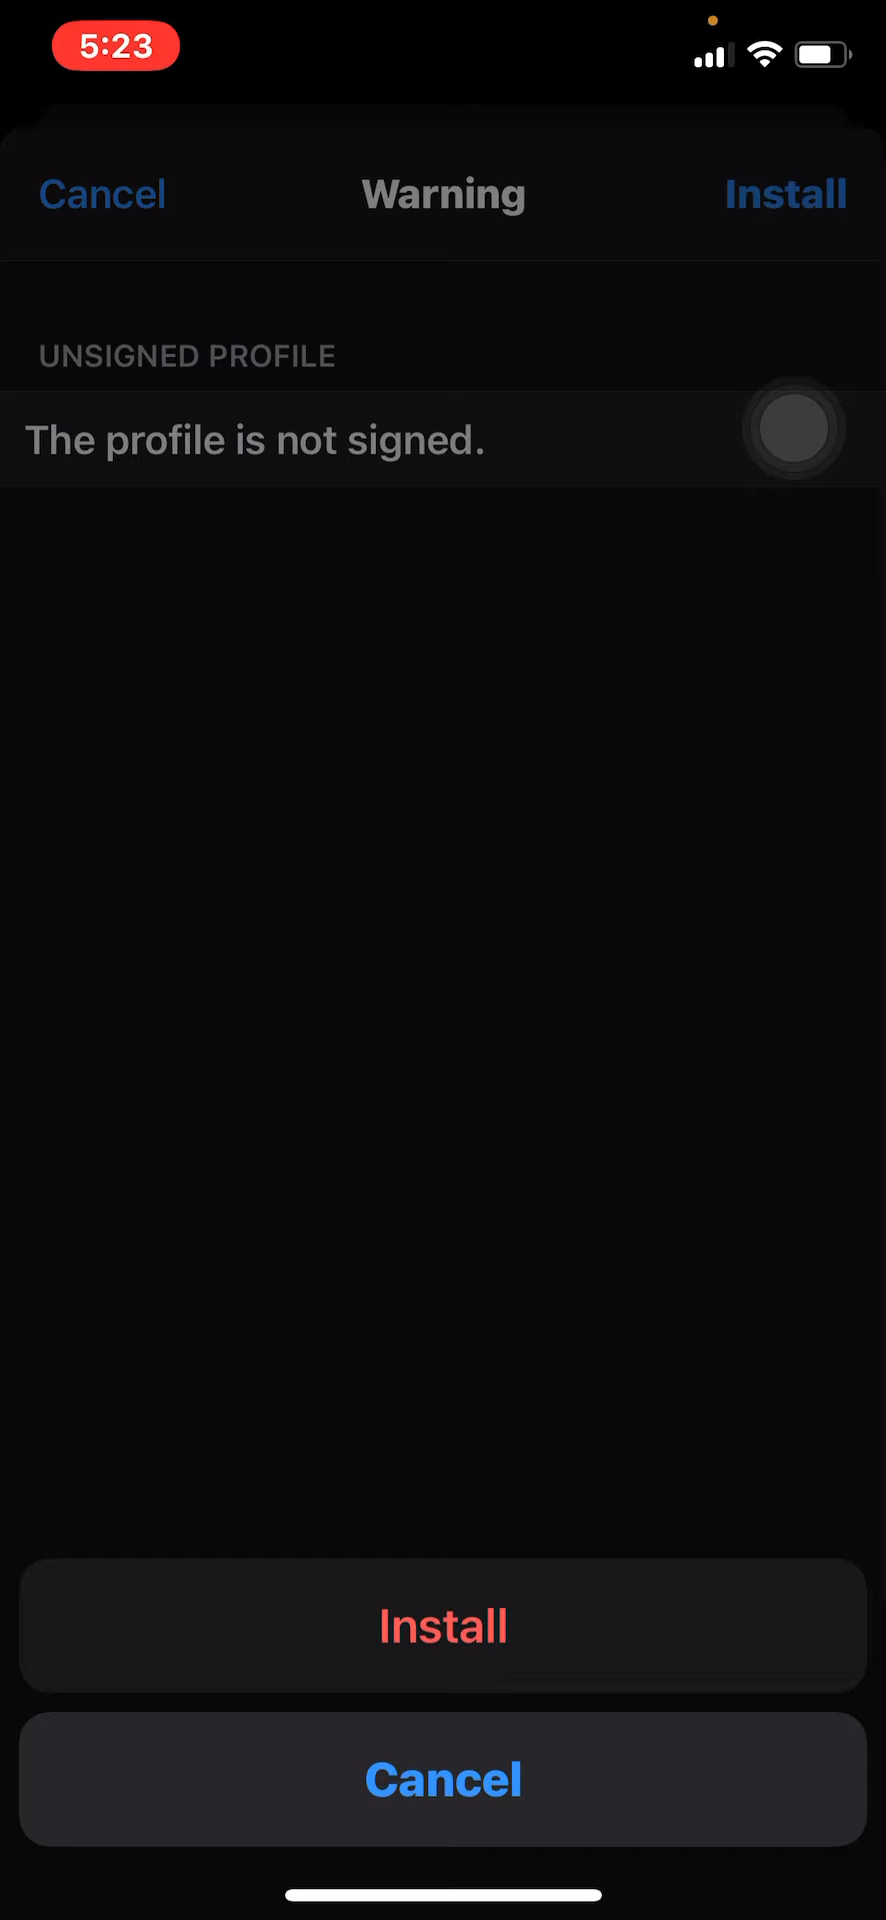 5:23
Cancel Warning Install
UNSIGNED PROFILE
The profile is not signed.
Install
Cancel